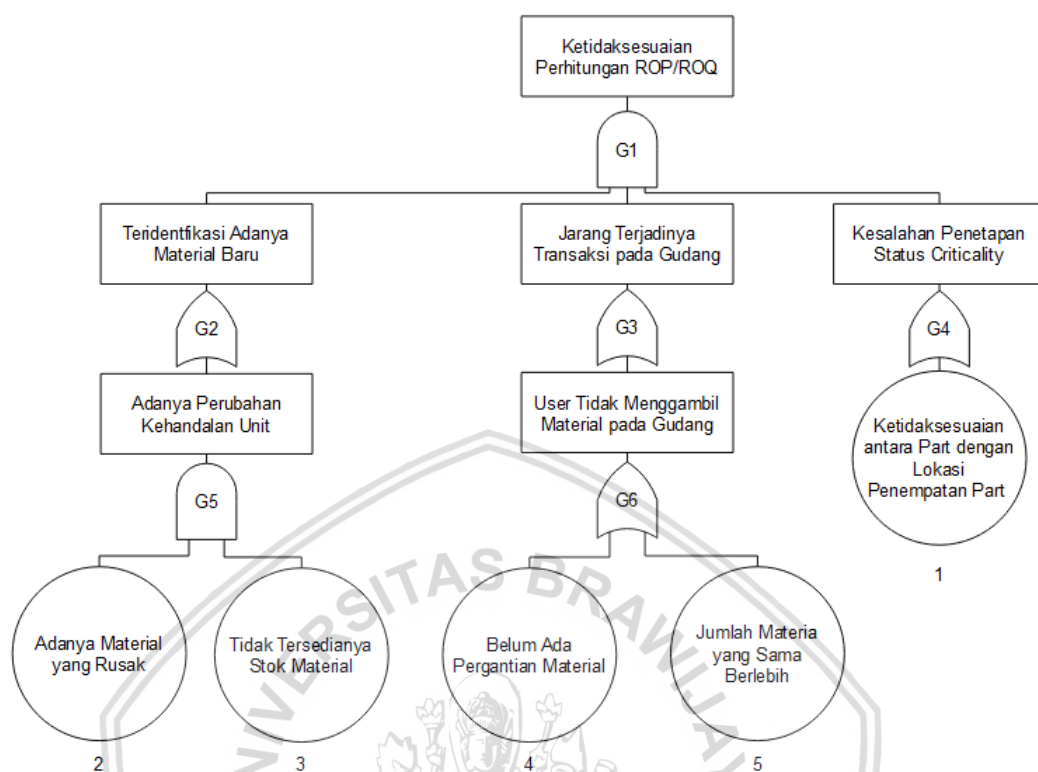 Ketidaksesuaian
Perhitungan ROP/ROQ
G1
Teridentfikasi Adanya
Material Baru
Jarang Terjadinya
Transaksi pada Gudang
Kesalahan Penetapan
Status Criticality
G2
G3
G4
Adanya Perubahan
Kehandalan Unit
User Tidak Menggambil
Material pada Gudang
Ketidaksesuaian
antara Part dengan
Lokasi
Penempatan Part
G5
G6
1
Adanya Material
yang Rusak
Tidak Tersedianya
Stok Material
Belum Ada
Pergantian Material
Jumlah Materia
yang Sama
Berlebih
2
3
4
5
VERSITAS BRAWIJA